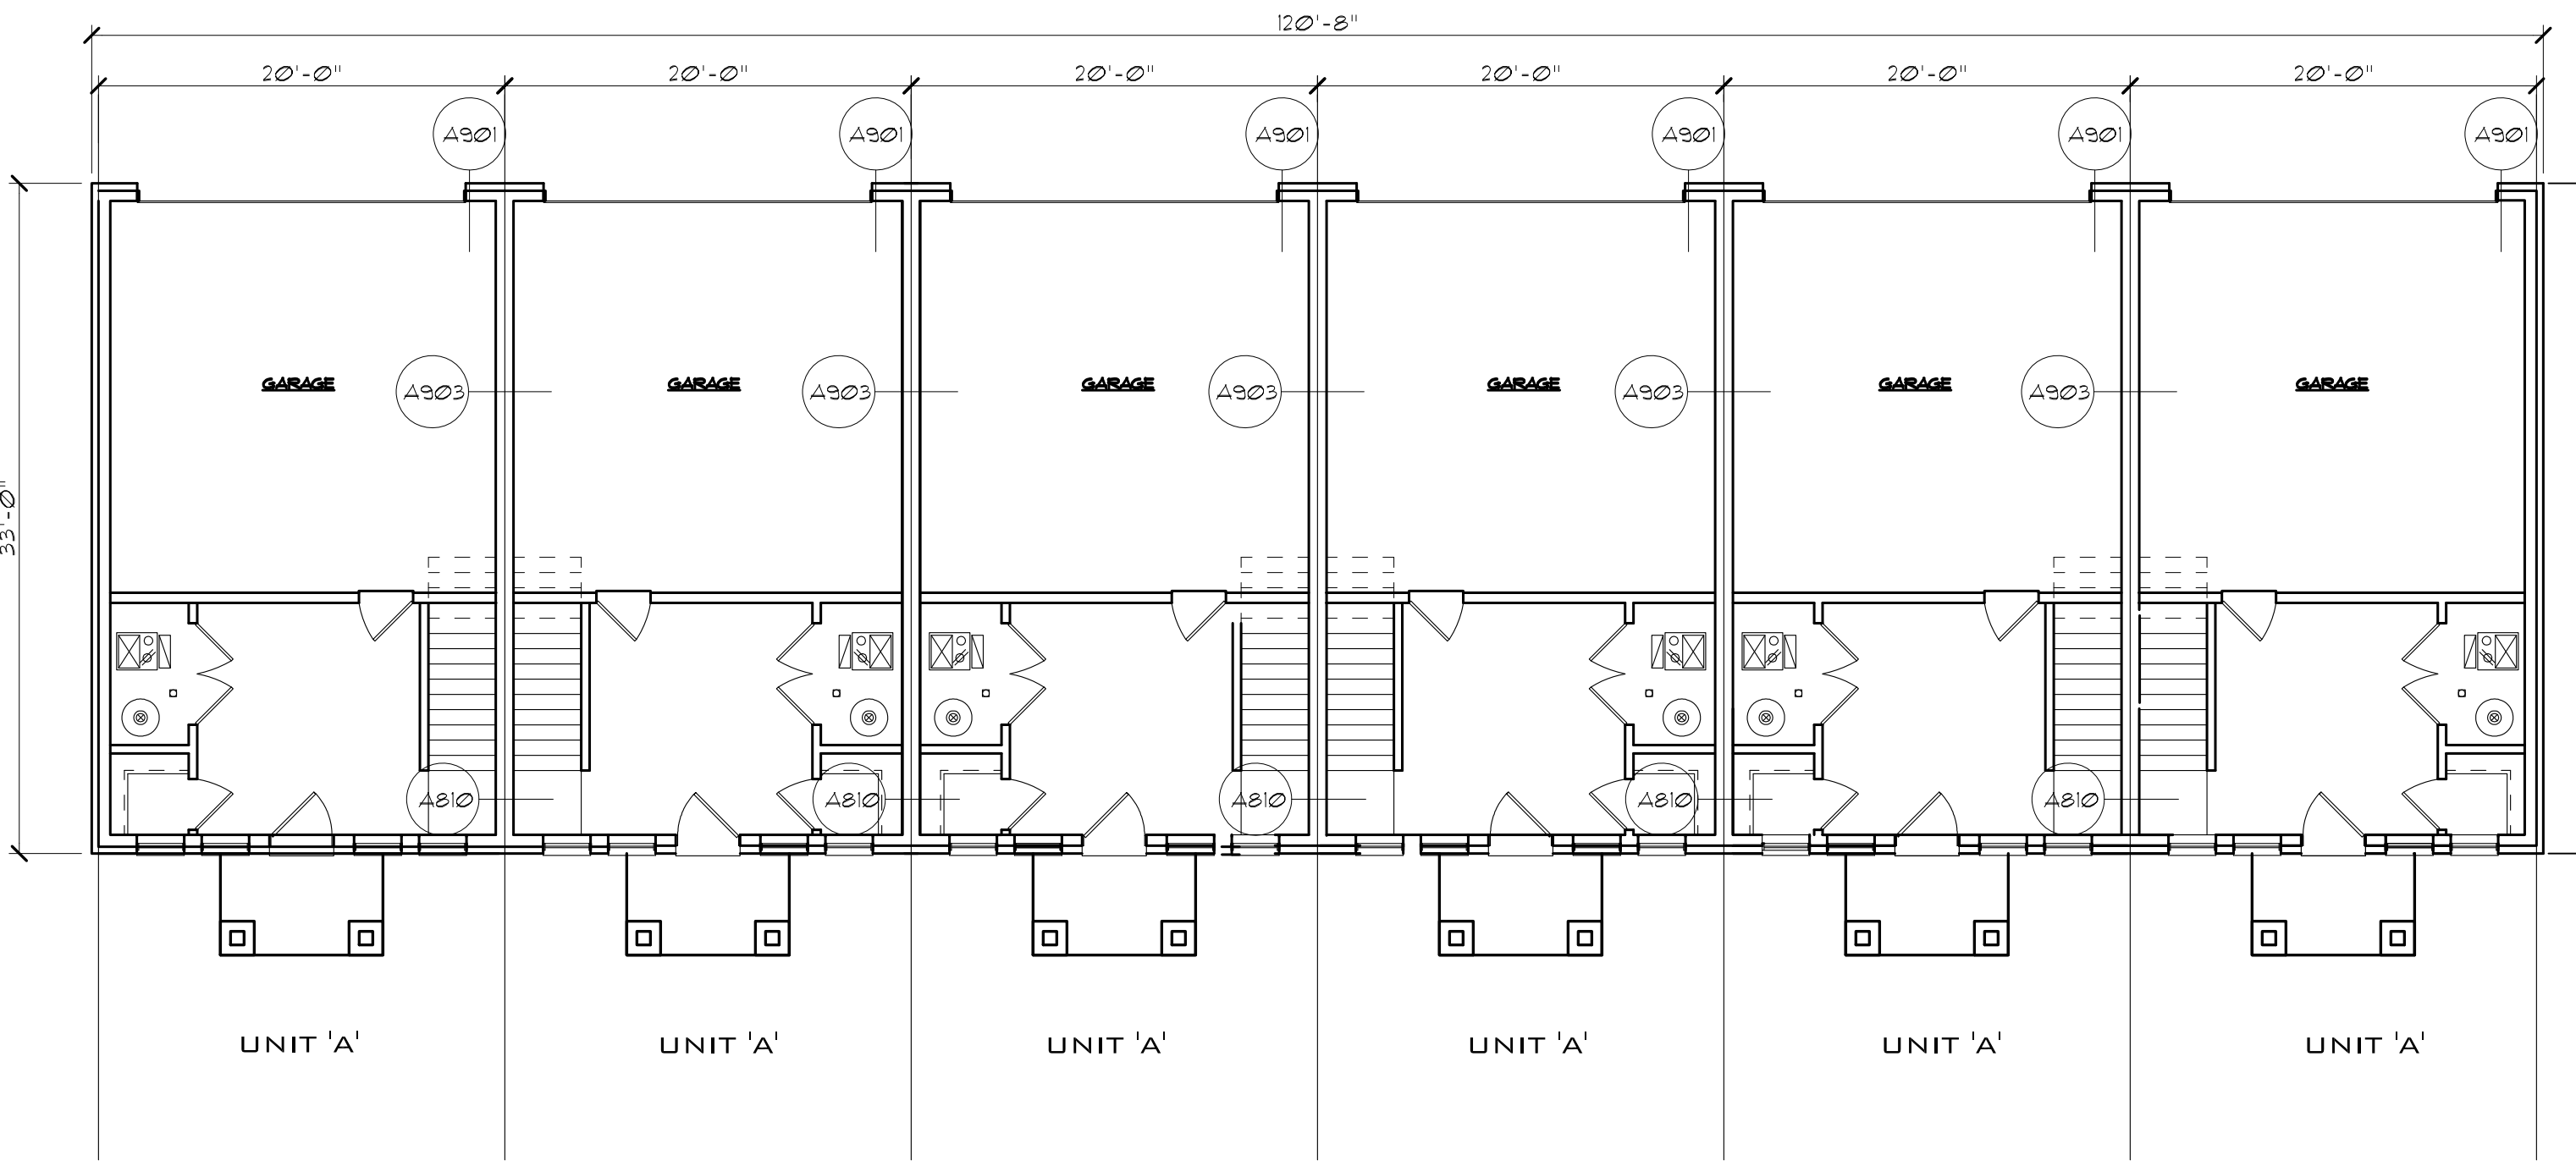 120'-8"
20'-0" 20'-0" 20'-0" 20'-0" 20'-0" 20'-0"
A901 A901 A901 A901 A901 A901
GARAGE GARAGE GARAGE GARAGE GARAGE GARAGE
A903 A903 A903 A903 A903
33'-0"
A810 A810 A810 A810 A810
UNIT 'A' UNIT 'A' UNIT 'A' UNIT 'A' UNIT 'A' UNIT 'A'